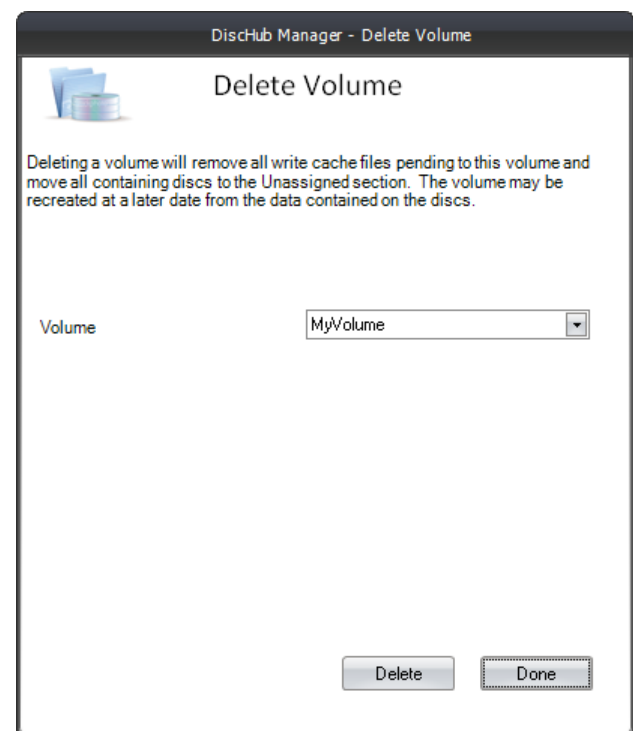 DiscHub Manager - Delete Volume
Delete Volume
Deleting a volume will remove all write cache files pending to this volume and
move all containing discs to the Unassigned section.  The volume may be
recreated at a later date from the data contained on the discs.
Volume
MyVolume
Delete
Done